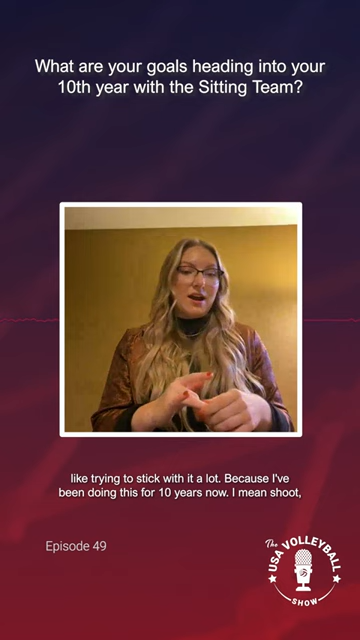 What are your goals heading into your
10th year with the Sitting Team?
like trying to stick with it a lot. Because I've
been doing this for 10 years now. I mean shoot,
Episode 49
The
USA VOLLEYBALL
SHOW